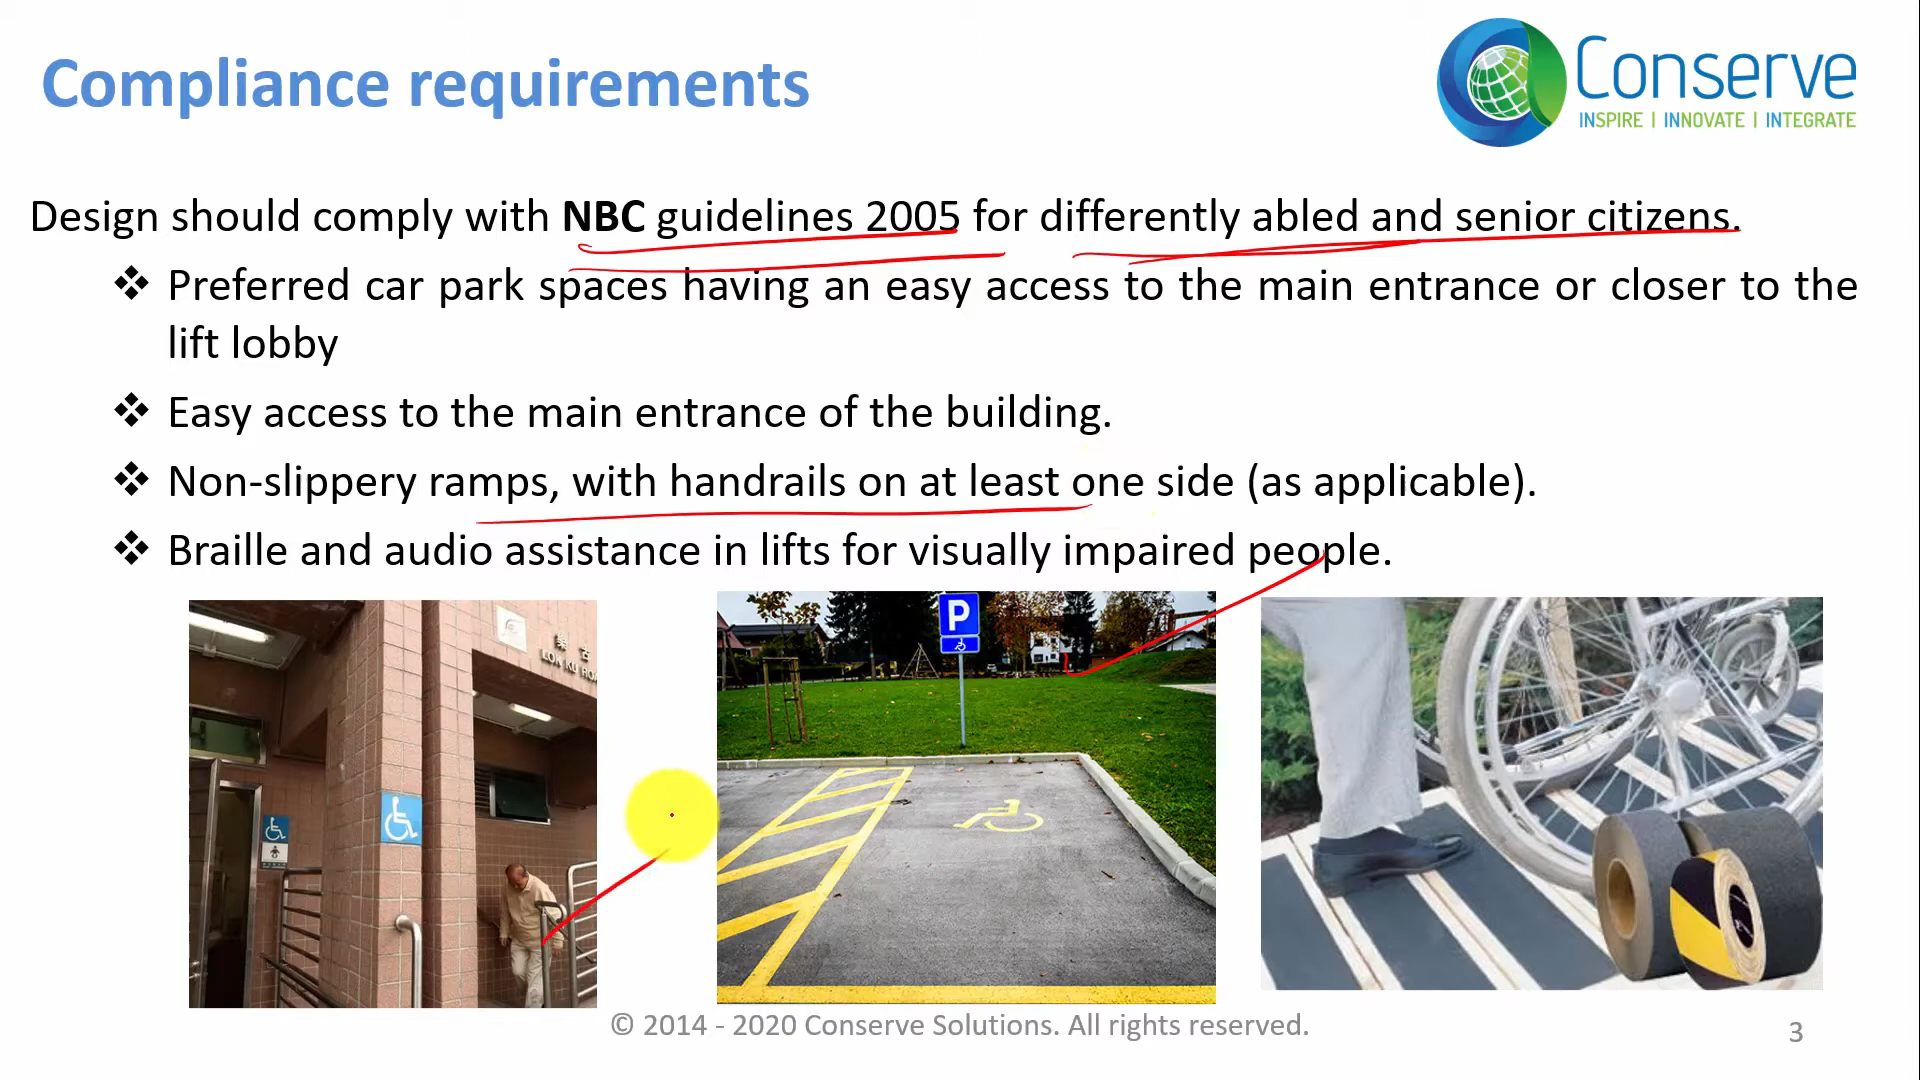 Compliance requirements
Conserve
INSPIRE | INNOVATE | INTEGRATE
Design should comply with NBC guidelines 2005 for differently abled and senior citizens.
❖ Preferred car park spaces having an easy access to the main entrance or closer to the
lift lobby
❖ Easy access to the main entrance of the building.
❖ Non-slippery ramps, with handrails on at least one side (as applicable).
❖ Braille and audio assistance in lifts for visually impaired people.
P
© 2014 - 2020 Conserve Solutions. All rights reserved.
3